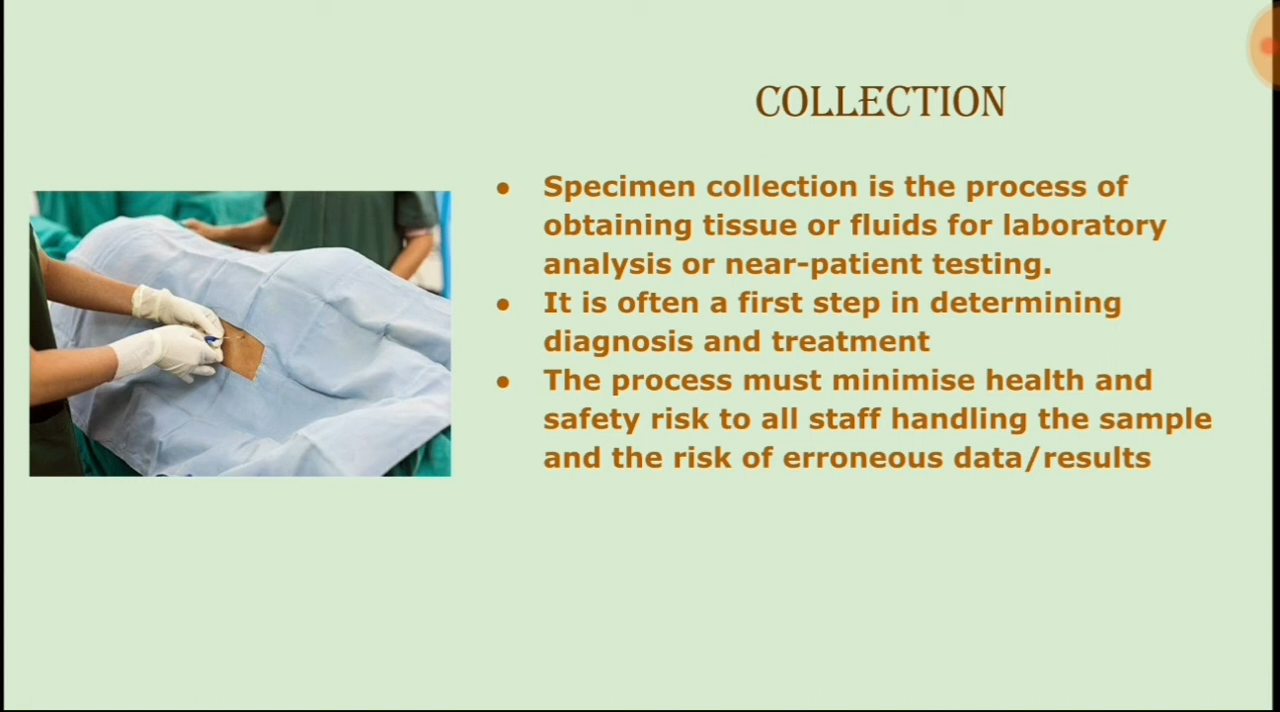 COLLECTION
● Specimen collection is the process of
obtaining tissue or fluids for laboratory
analysis or near-patient testing.
● It is often a first step in determining
diagnosis and treatment
● The process must minimise health and
safety risk to all staff handling the sample
and the risk of erroneous data/results